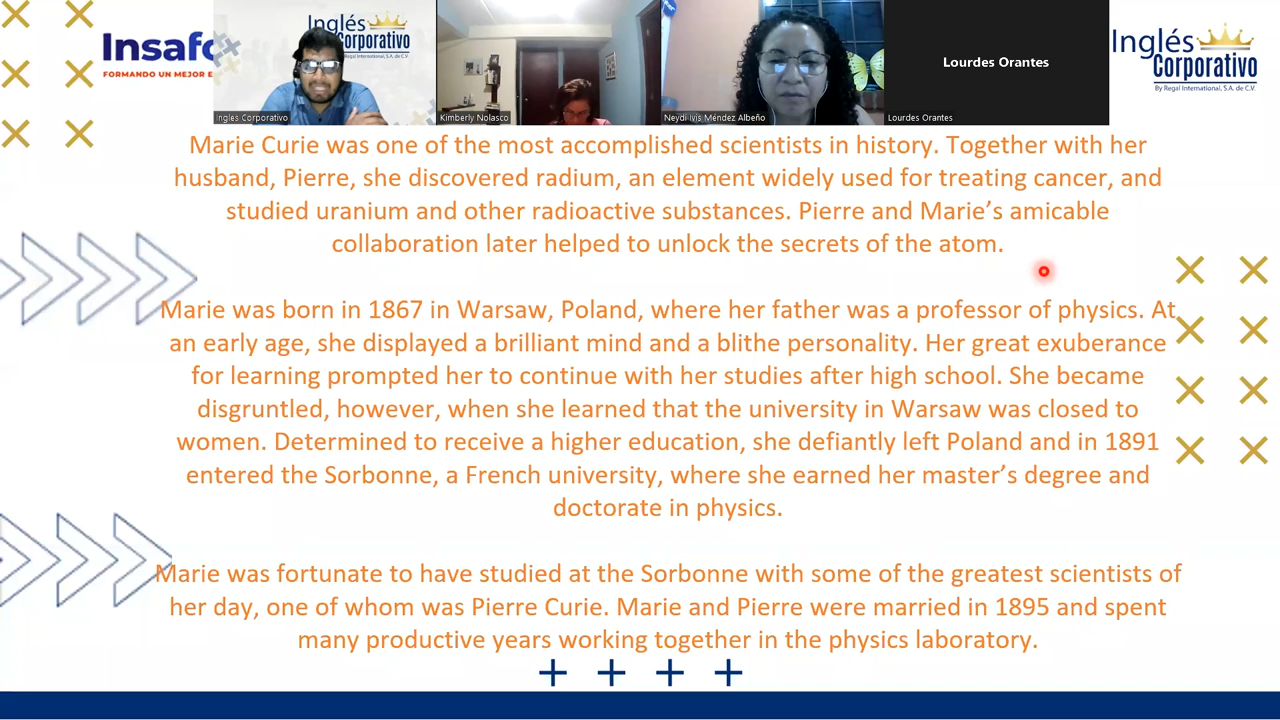 Insafo
FORMANDO UN MEJOR E
Inglés
Corporativo
By Regal International, S.A. de C.V.
Ingles Corporativo
Kimberly Nolasco
Neydi Ivis Méndez Albeño
Lourdes Orantes
Lourdes Orantes
Inglés
Corporativo
By Regal International, S.A. de C.V.
Marie Curie was one of the most accomplished scientists in history. Together with her
husband, Pierre, she discovered radium, an element widely used for treating cancer, and
studied uranium and other radioactive substances. Pierre and Marie’s amicable
collaboration later helped to unlock the secrets of the atom.
Marie was born in 1867 in Warsaw, Poland, where her father was a professor of physics. At
an early age, she displayed a brilliant mind and a blithe personality. Her great exuberance
for learning prompted her to continue with her studies after high school. She became
disgruntled, however, when she learned that the university in Warsaw was closed to
women. Determined to receive a higher education, she defiantly left Poland and in 1891
entered the Sorbonne, a French university, where she earned her master’s degree and
doctorate in physics.
Marie was fortunate to have studied at the Sorbonne with some of the greatest scientists of
her day, one of whom was Pierre Curie. Marie and Pierre were married in 1895 and spent
many productive years working together in the physics laboratory.